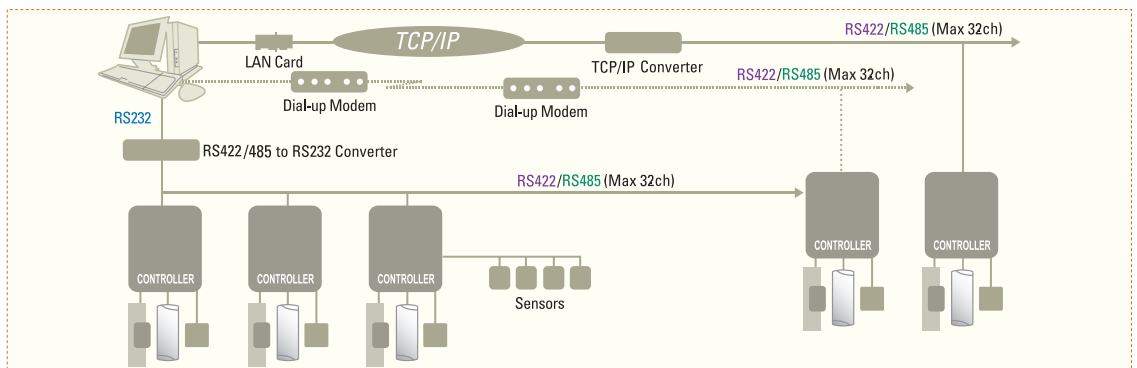 RS422/RS485 (Max 32ch)
TCP/IP
LAN Card
TCP/IP Converter
RS422/RS485 (Max 32ch)
Dial-up Modem
Dial-up Modem
RS232
RS422/485 to RS232 Converter
RS422/RS485 (Max 32ch)
CONTROLLER
CONTROLLER
CONTROLLER
CONTROLLER
CONTROLLER
Sensors